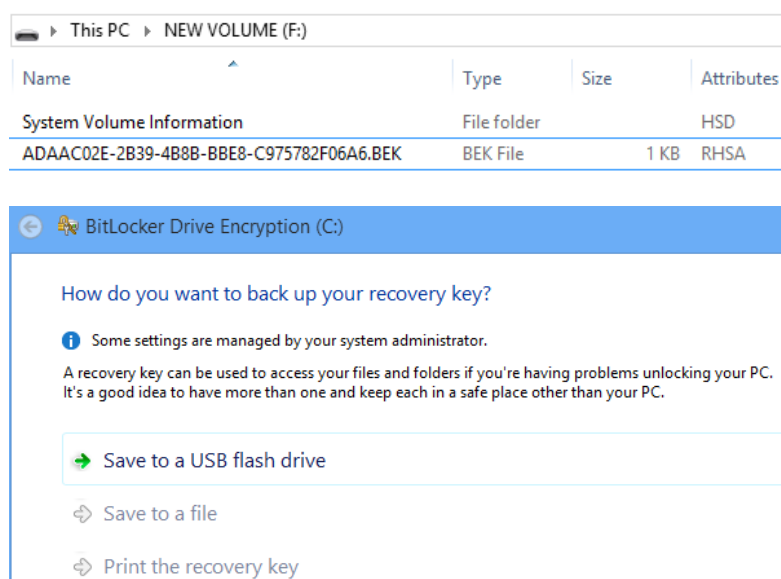 This PC NEW VOLUME (F:)
Name Type Size Attributes
System Volume Information File folder HSD
ADAAC02E-2B39-4B8B-BBE8-C975782F06A6.BEK BEK File 1 KB RHSA
BitLocker Drive Encryption (C:)
How do you want to back up your recovery key?
Some settings are managed by your system administrator.
A recovery key can be used to access your files and folders if you're having problems unlocking your PC.
It's a good idea to have more than one and keep each in a safe place other than your PC.
Save to a USB flash drive
Save to a file
Print the recovery key